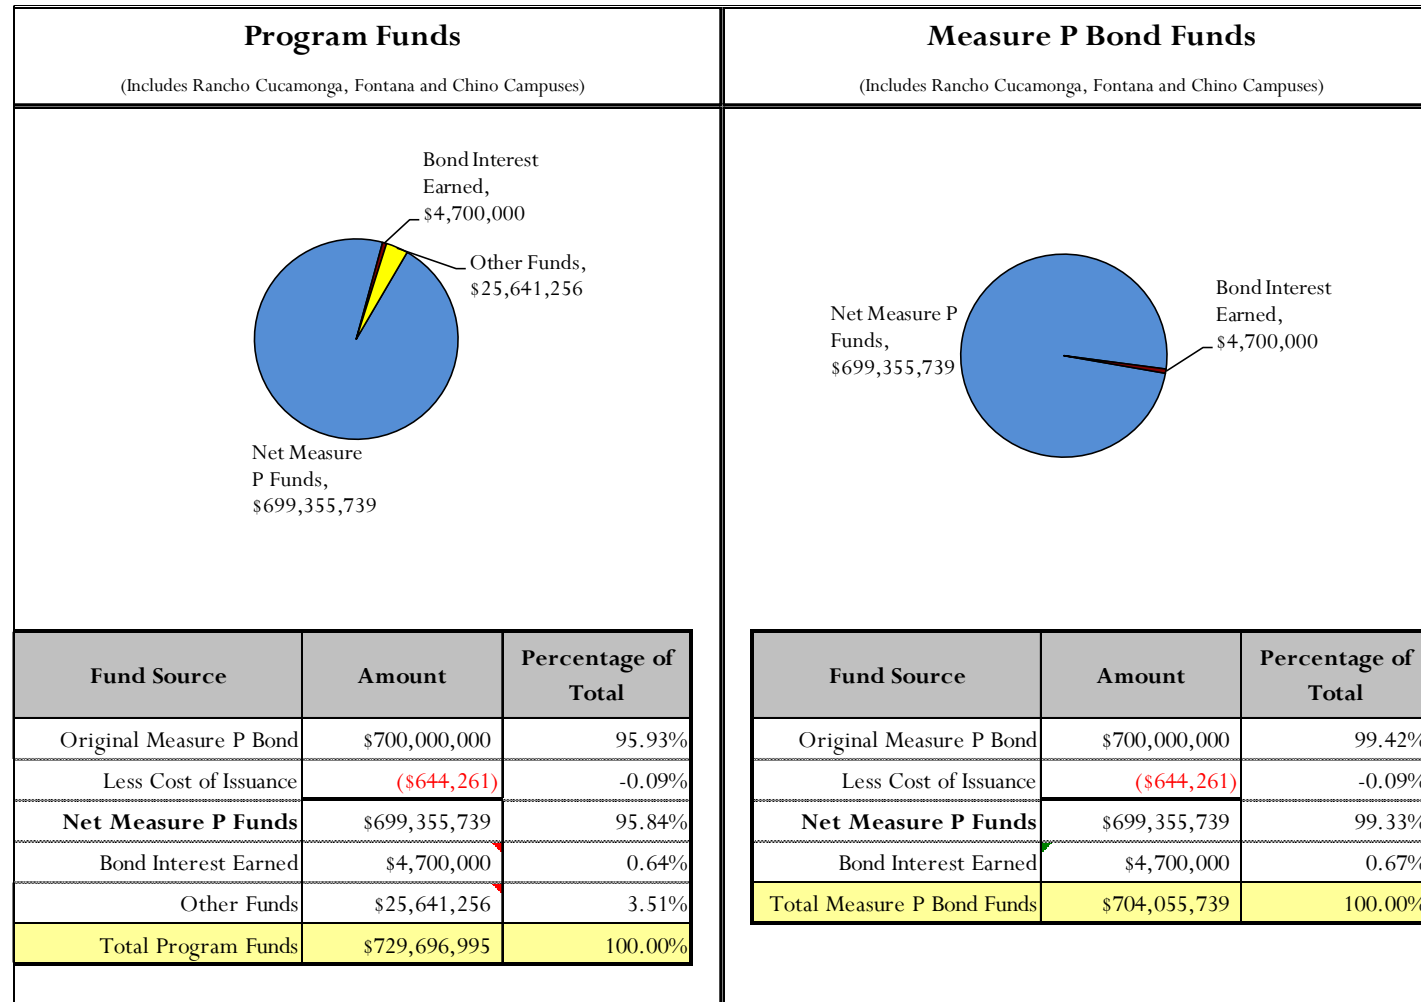 Program Funds
(Includes Rancho Cucamonga, Fontana and Chino Campuses)
Bond Interest
Earned,
$4,700,000
Other Funds,
$25,641,256
Net Measure
P Funds,
$699,355,739
Fund Source Amount Percentage of
Total
Original Measure P Bond $700,000,000 95.93%
Less Cost of Issuance ($644,261) -0.09%
Net Measure P Funds $699,355,739 95.84%
Bond Interest Earned $4,700,000 0.64%
Other Funds $25,641,256 3.51%
Total Program Funds $729,696,995 100.00%
Measure P Bond Funds
(Includes Rancho Cucamonga, Fontana and Chino Campuses)
Net Measure P
Funds,
$699,355,739
Bond Interest
Earned,
$4,700,000
Fund Source Amount Percentage of
Total
Original Measure P Bond $700,000,000 99.42%
Less Cost of Issuance ($644,261) -0.09%
Net Measure P Funds $699,355,739 99.33%
Bond Interest Earned $4,700,000 0.67%
Total Measure P Bond Funds $704,055,739 100.00%